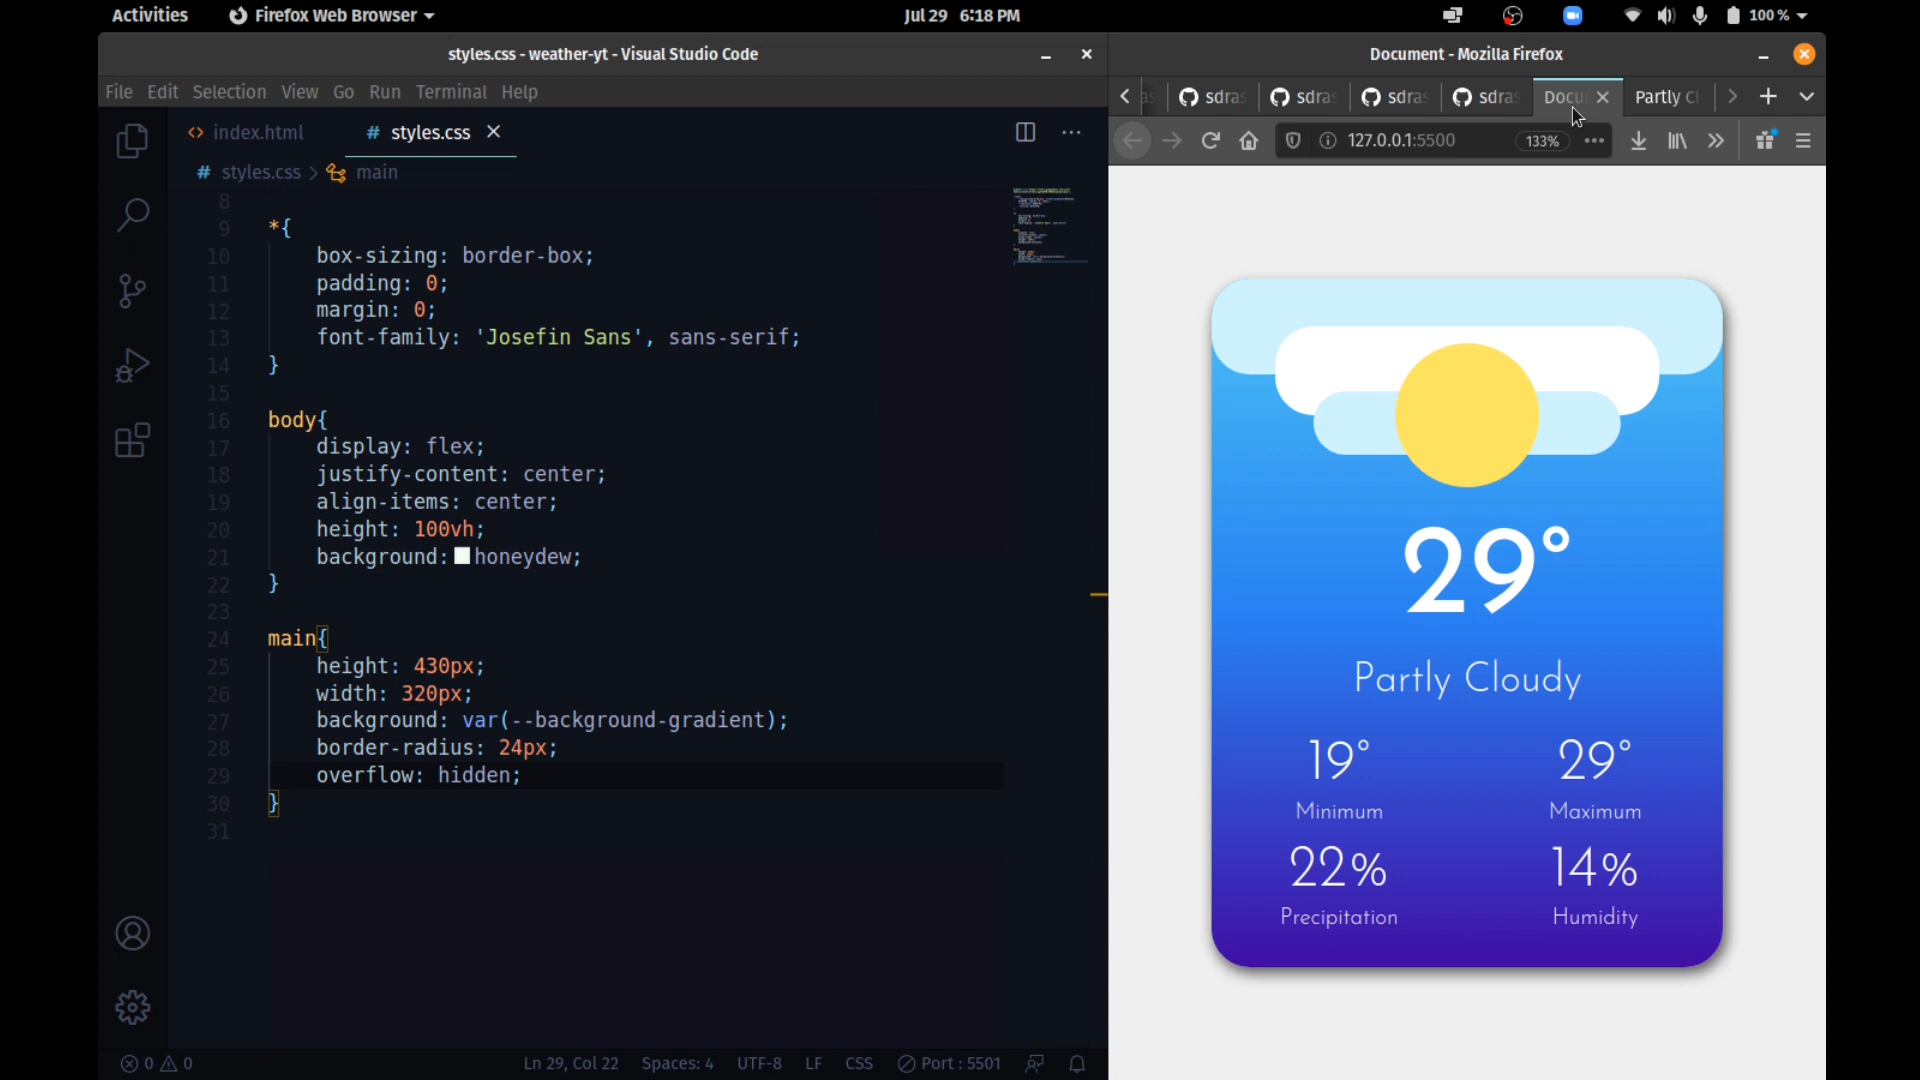 Activities Firefox Web Browser Jul 29 6:18 PM 100 %
styles.css - weather-yt - Visual Studio Code
File Edit Selection View Go Run Terminal Help
index.html # styles.css
# styles.css > main
8
9 *{
10 box-sizing: border-box;
11 padding: 0;
12 margin: 0;
13 font-family: 'Josefin Sans', sans-serif;
14 }
15
16 body{
17 display: flex;
18 justify-content: center;
19 align-items: center;
20 height: 100vh;
21 background: honeydew;
22 }
23
24 main{
25 height: 430px;
26 width: 320px;
27 background: var(--background-gradient);
28 border-radius: 24px;
29 overflow: hidden;
30 }
31
0 0 Ln 29, Col 22 Spaces: 4 UTF-8 LF CSS Port : 5501
Document - Mozilla Firefox
sdras sdras sdras sdras Docu Partly Cl
127.0.0.1:5500 133%
29°
Partly Cloudy
19° 29°
Minimum Maximum
22% 14%
Precipitation Humidity